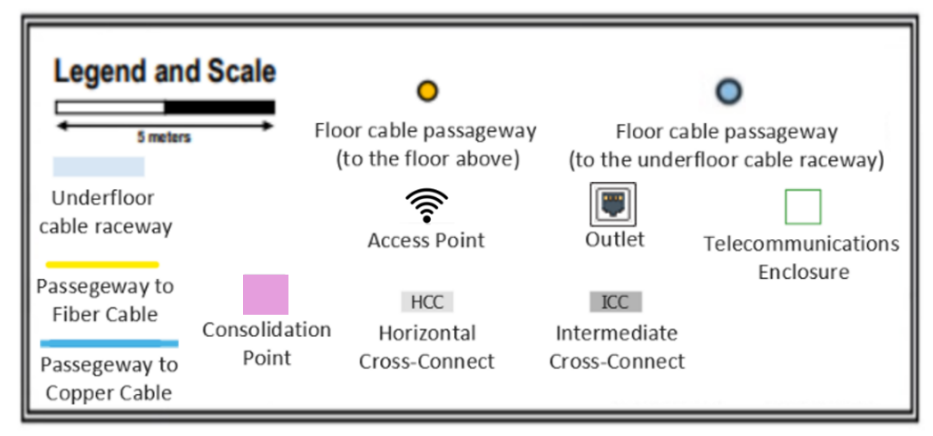 Legend and Scale
5 meters
Floor cable passageway
(to the floor above)
Floor cable passageway
(to the underfloor cable raceway)
Underfloor
cable raceway
Access Point
Outlet
Telecommunications
Enclosure
Passegeway to
Fiber Cable
Consolidation
Point
HCC
Horizontal
Cross-Connect
ICC
Intermediate
Cross-Connect
Passegeway to
Copper Cable